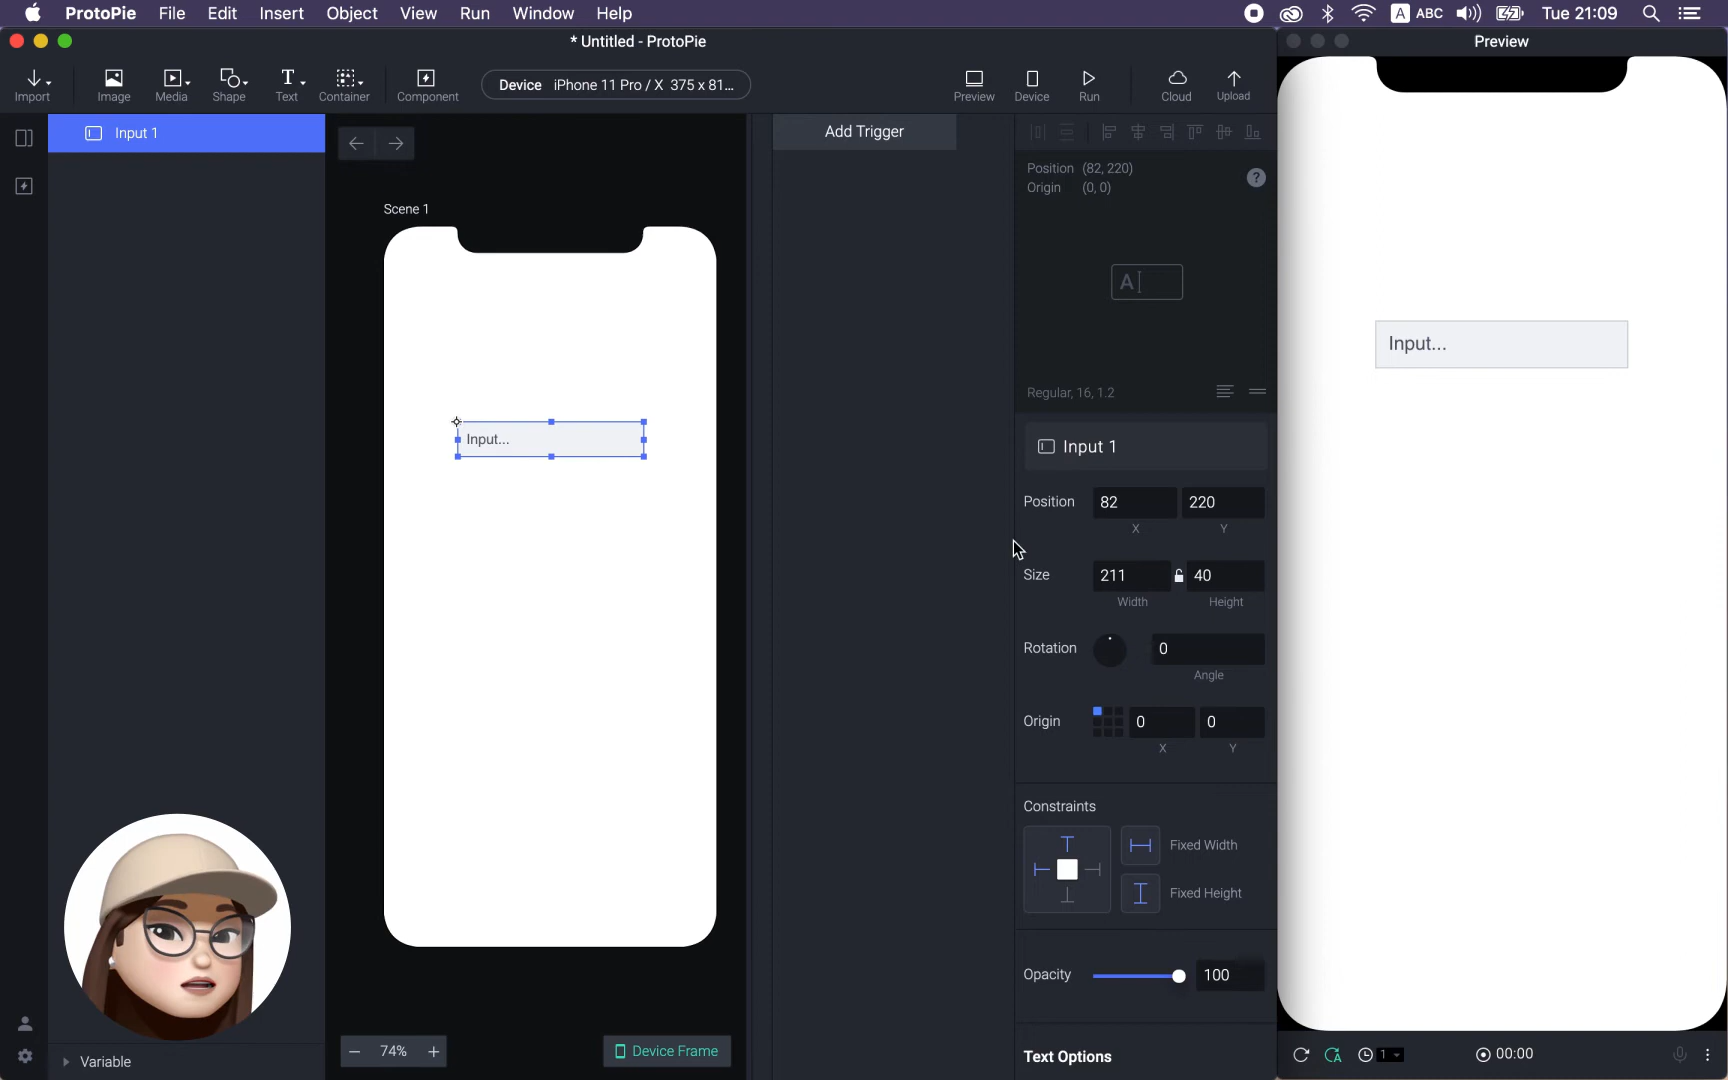 ProtoPie File Edit Insert Object View Run Window Help A ABC Tue 21:09
* Untitled - ProtoPie
Preview
Import Image Media Shape Text Container Component Device iPhone 11 Pro / X 375 x 81... Preview Device Run Cloud Upload
Input 1
Add Trigger
Position (82, 220)
Origin (0, 0)
Scene 1
A
Input...
Regular, 16, 1.2
Input...
Input 1
Position 82 220
X Y
Size 211 40
Width Height
Rotation 0
Angle
Origin 0 0
X Y
Constraints
Fixed Width
Fixed Height
Opacity 100
Text Options
74%
Device Frame
Variable
A 1 00:00